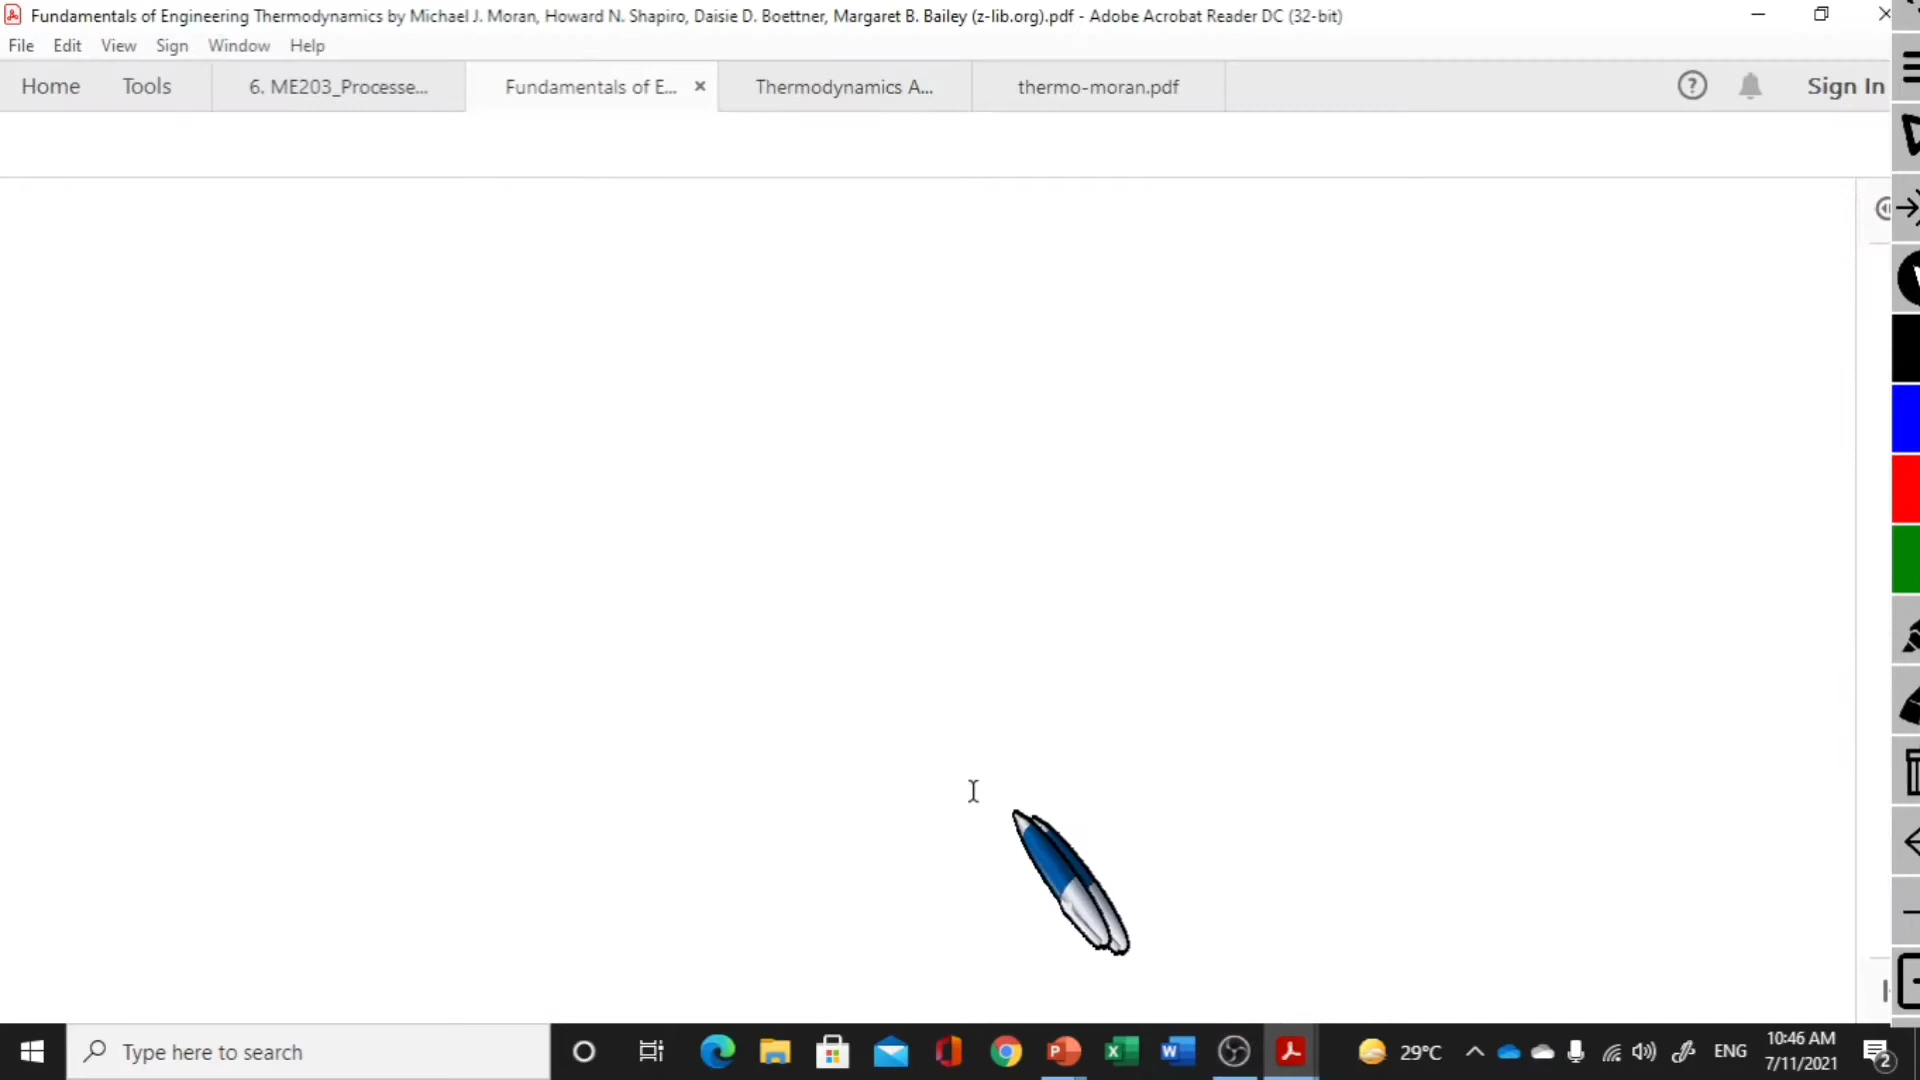 Fundamentals of Engineering Thermodynamics by Michael J. Moran, Howard N. Shapiro, Daisie D. Boettner, Margaret B. Bailey (z-lib.org).pdf - Adobe Acrobat Reader DC (32-bit)
File Edit View Sign Window Help
Home Tools 6. ME203_Processe... Fundamentals of E... × Thermodynamics A... thermo-moran.pdf ? Sign In
Type here to search P X W 29°C ENG 10:46 AM 2
7/11/2021